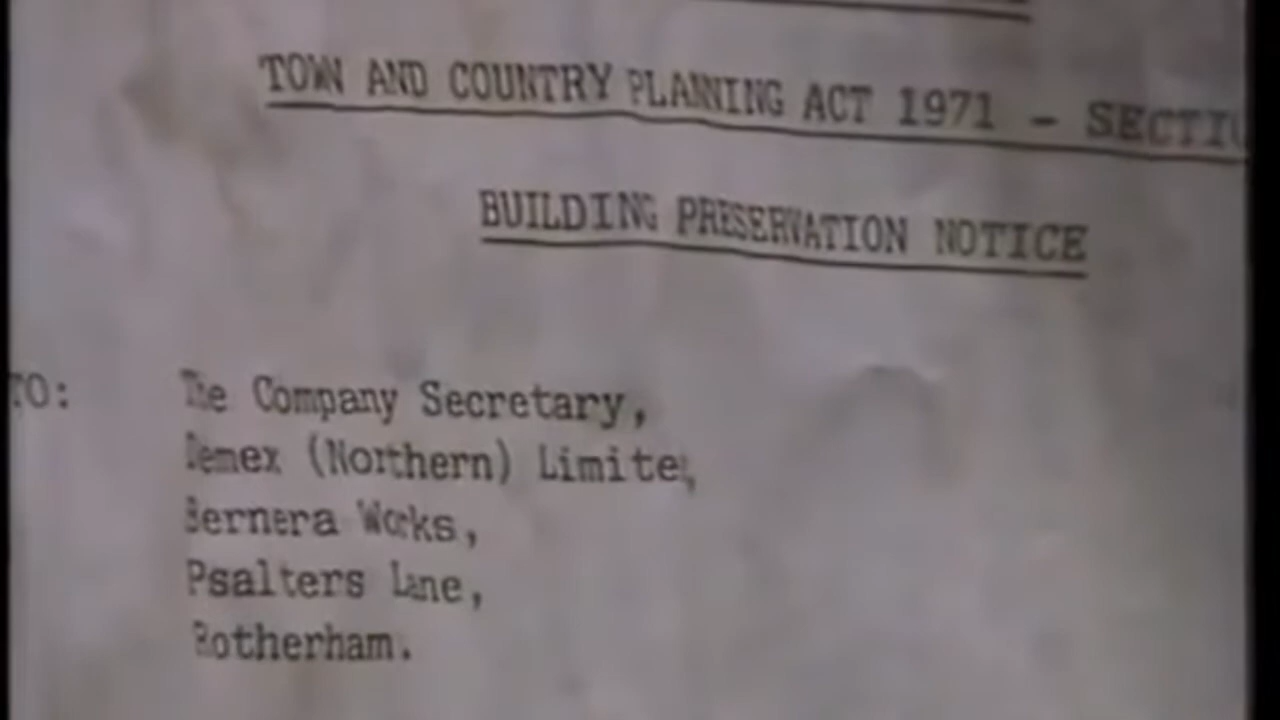 TOWN AND COUNTRY PLANNING ACT 1971 - SECTIO
BUILDING PRESERVATION NOTICE
TO: The Company Secretary,
Demex (Northern) Limited,
Bernera Works,
Psalters Lane,
Rotherham.